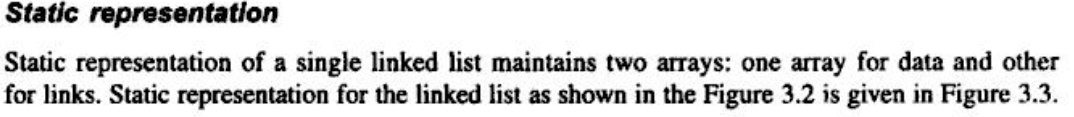 Static representation
Static representation of a single linked list maintains two arrays: one array for data and other
for links. Static representation for the linked list as shown in the Figure 3.2 is given in Figure 3.3.